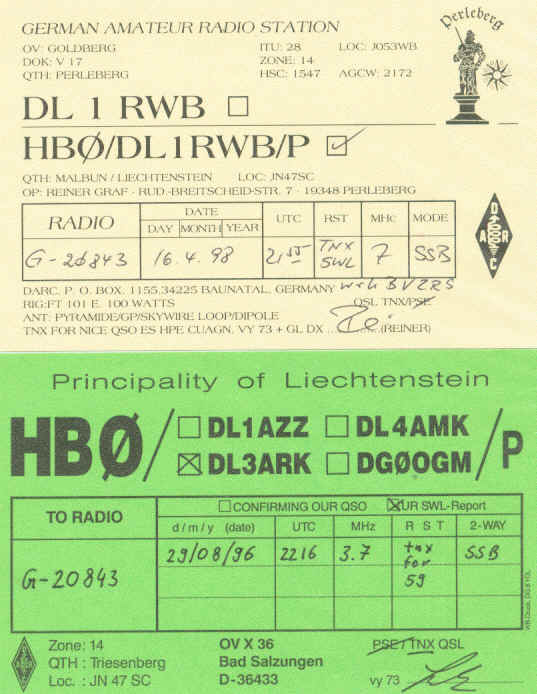 GERMAN AMATEUR RADIO STATION
Perleberg
OV: GOLDBERG ITU: 28 LOC: J053WB
DOK: V 17 ZONE: 14
QTH: PERLEBERG HSC: 1547 AGCW: 2172
DL 1 RWB
HBØ/DL1RWB/P
QTH: MALBUN / LIECHTENSTEIN LOC: JN47SC
OP: REINER GRAF - RUD.-BREITSCHEID-STR. 7 - 19348 PERLEBERG
RADIO DATE UTC RST MHz MODE
DAY MONTH YEAR
G-20843 16. 4. 98 2155 TNX SWL 7 SSB
DARC
DARC, P. O. BOX. 1155,34225 BAUNATAL, GERMANY wrk
RIG:FT 101 E. 100 WATTS QSL TNX/PSE
ANT: PYRAMIDE/GP/SKYWIRE LOOP/DIPOLE
TNX FOR NICE QSO ES HPE CUAGN, VY 73 + GL DX ... (REINER)
Principality of Liechtenstein
HBØ/ DL1AZZ DL4AMK /P
DL3ARK DGØOGM
TO RADIO CONFIRMING OUR QSO UR SWL-Report
d / m / y (date) UTC MHz R S T 2-WAY
G-20843 29/08/96 2216 3.7 tnx for 59 SSB
Zone: 14 OV X 36 PSE / TNX QSL
QTH : Triesenberg Bad Salzungen
Loc. : JN 47 SC D-36433 vy 73